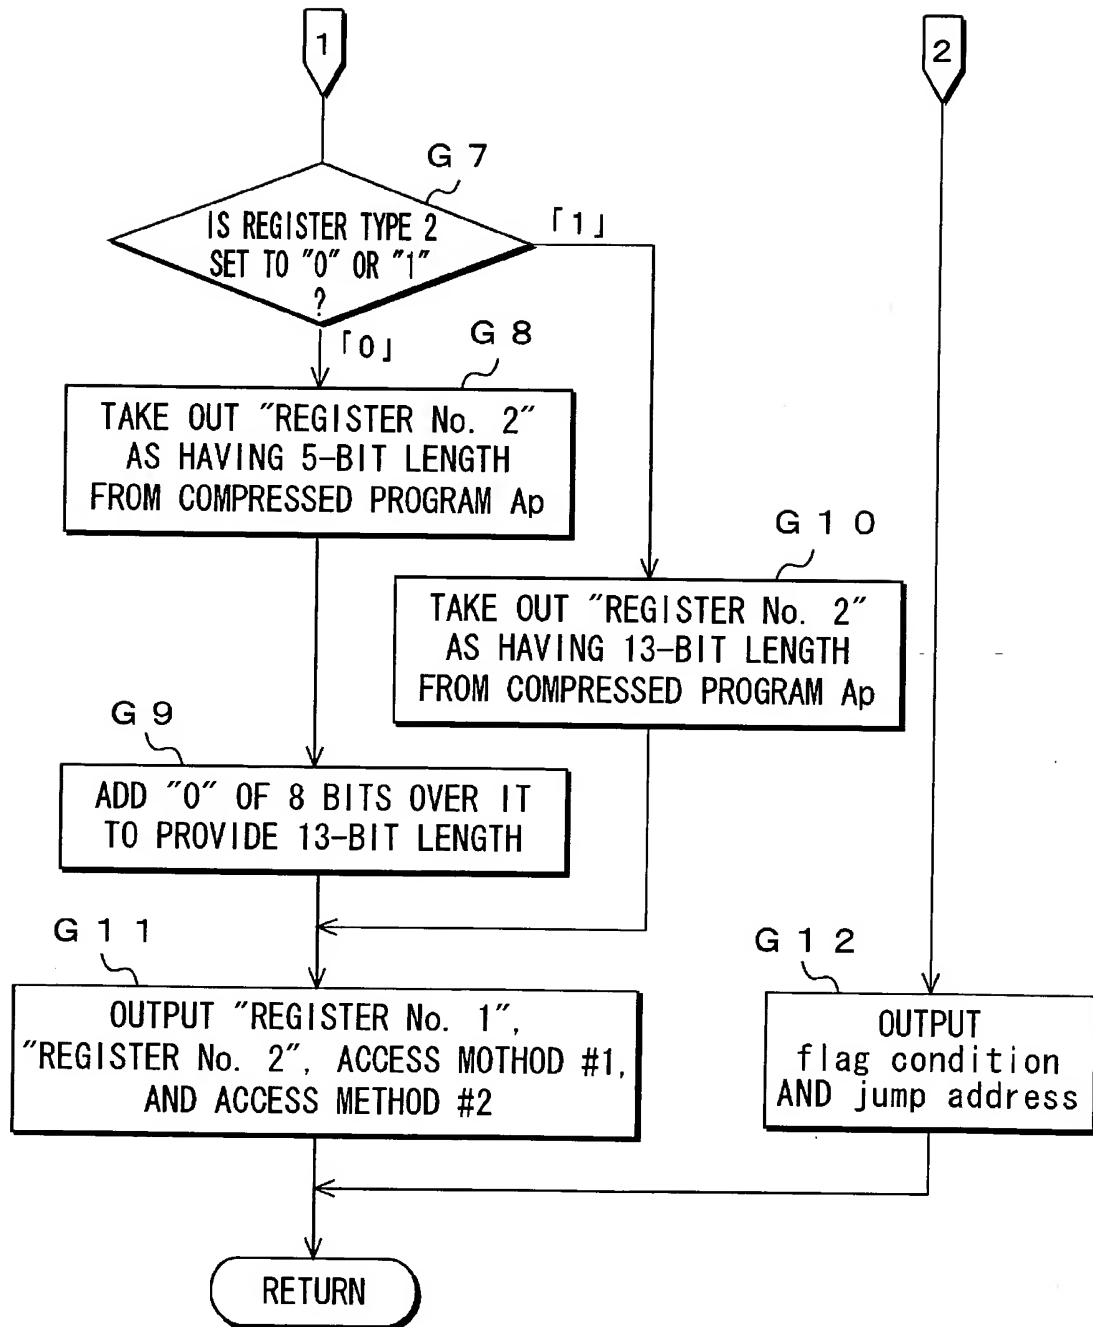 1
2
G 7
IS REGISTER TYPE 2
SET TO "0" OR "1"
?
「1」
「0」
G 8
TAKE OUT "REGISTER No. 2"
AS HAVING 5-BIT LENGTH
FROM COMPRESSED PROGRAM Ap
G 1 0
TAKE OUT "REGISTER No. 2"
AS HAVING 13-BIT LENGTH
FROM COMPRESSED PROGRAM Ap
G 9
ADD "0" OF 8 BITS OVER IT
TO PROVIDE 13-BIT LENGTH
G 1 1
OUTPUT "REGISTER No. 1",
"REGISTER No. 2", ACCESS MOTHOD #1,
AND ACCESS METHOD #2
G 1 2
OUTPUT
flag condition
AND jump address
RETURN